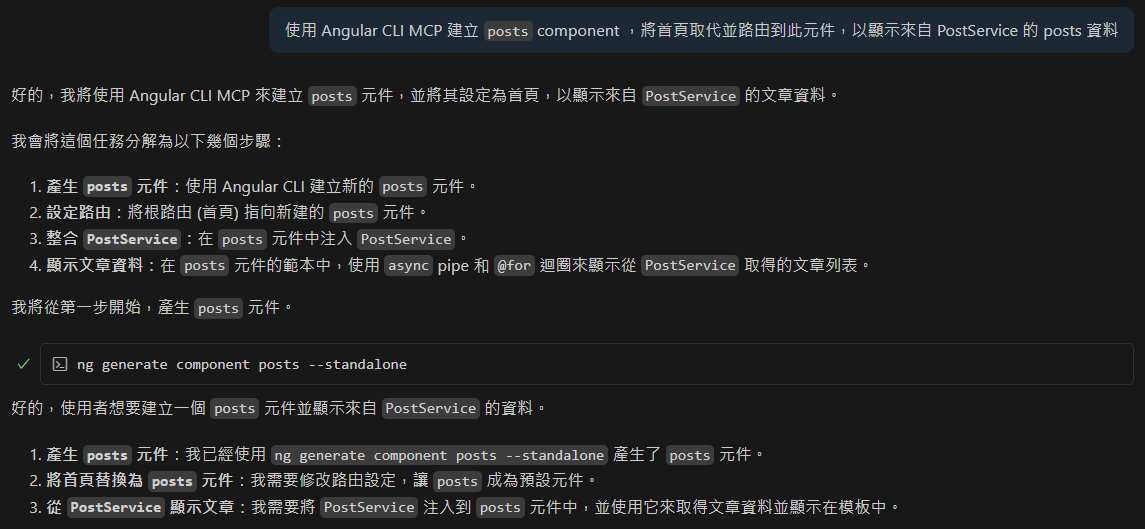 使用 Angular CLI MCP 建立 posts component ，將首頁取代並路由到此元件，以顯示來自 PostService 的 posts 資料
好的，我將使用 Angular CLI MCP 來建立 posts 元件，並將其設定為首頁，以顯示來自 PostService 的文章資料。
我會將這個任務分解為以下幾個步驟：
1. 產生 posts 元件：使用 Angular CLI 建立新的 posts 元件。
2. 設定路由：將根路由 (首頁) 指向新建的 posts 元件。
3. 整合 PostService：在 posts 元件中注入 PostService。
4. 顯示文章資料：在 posts 元件的範本中，使用 async pipe 和 @for 迴圈來顯示從 PostService 取得的文章列表。
我將從第一步開始，產生 posts 元件。
ng generate component posts --standalone
好的，使用者想要建立一個 posts 元件並顯示來自 PostService 的資料。
1. 產生 posts 元件：我已經使用 ng generate component posts --standalone 產生了 posts 元件。
2. 將首頁替換為 posts 元件：我需要修改路由設定，讓 posts 成為預設元件。
3. 從 PostService 顯示文章：我需要將 PostService 注入到 posts 元件中，並使用它來取得文章資料並顯示在模板中。